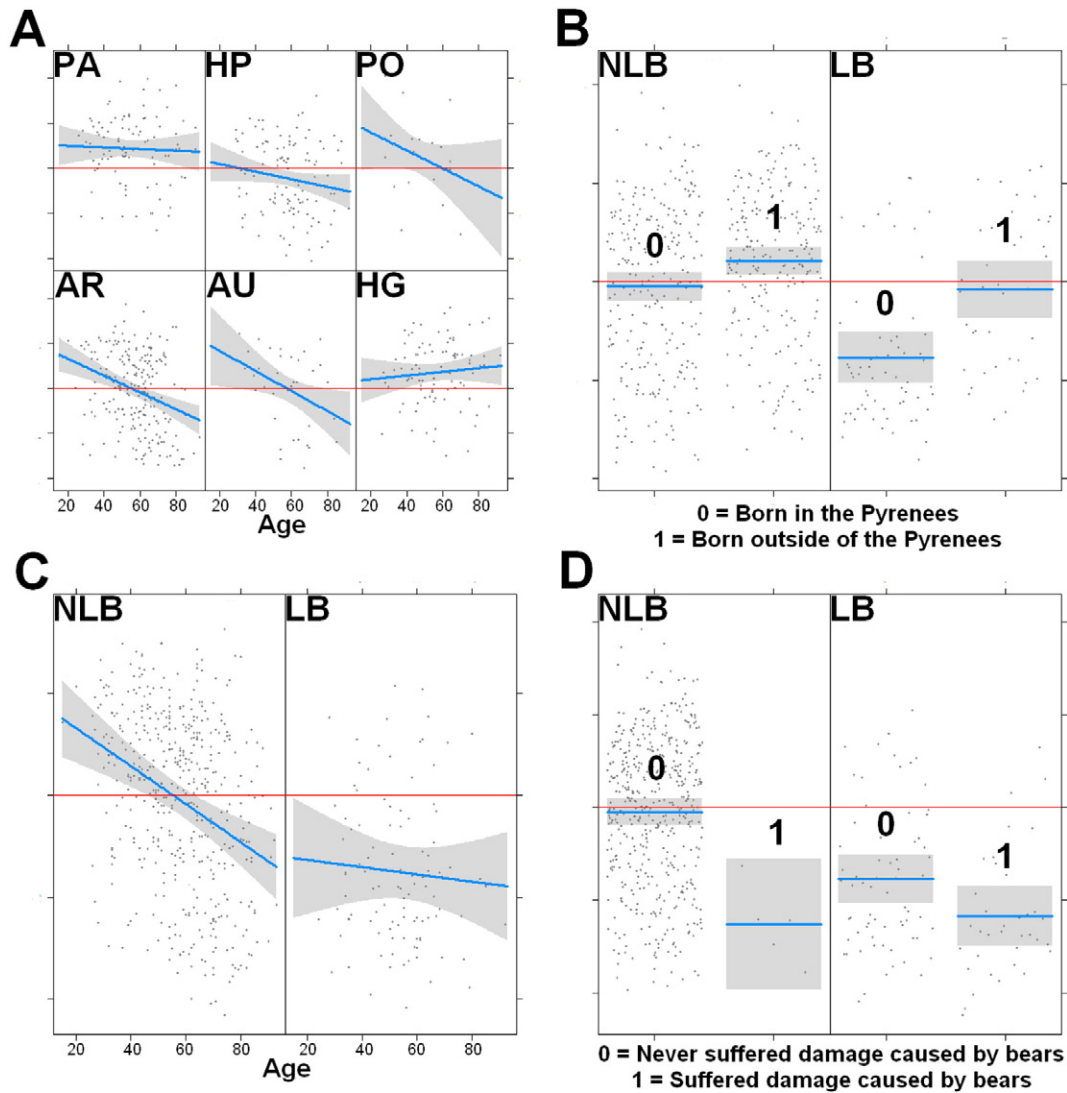 A B
PA HP PO
NLB LB
0 1 0 1
AR AU HG
20 40 60 80 20 40 60 80 20 40 60 80
Age
0 = Born in the Pyrenees
1 = Born outside of the Pyrenees
C D
NLB LB
NLB LB
0 1 0 1
20 40 60 80 20 40 60 80
Age
0 = Never suffered damage caused by bears
1 = Suffered damage caused by bears